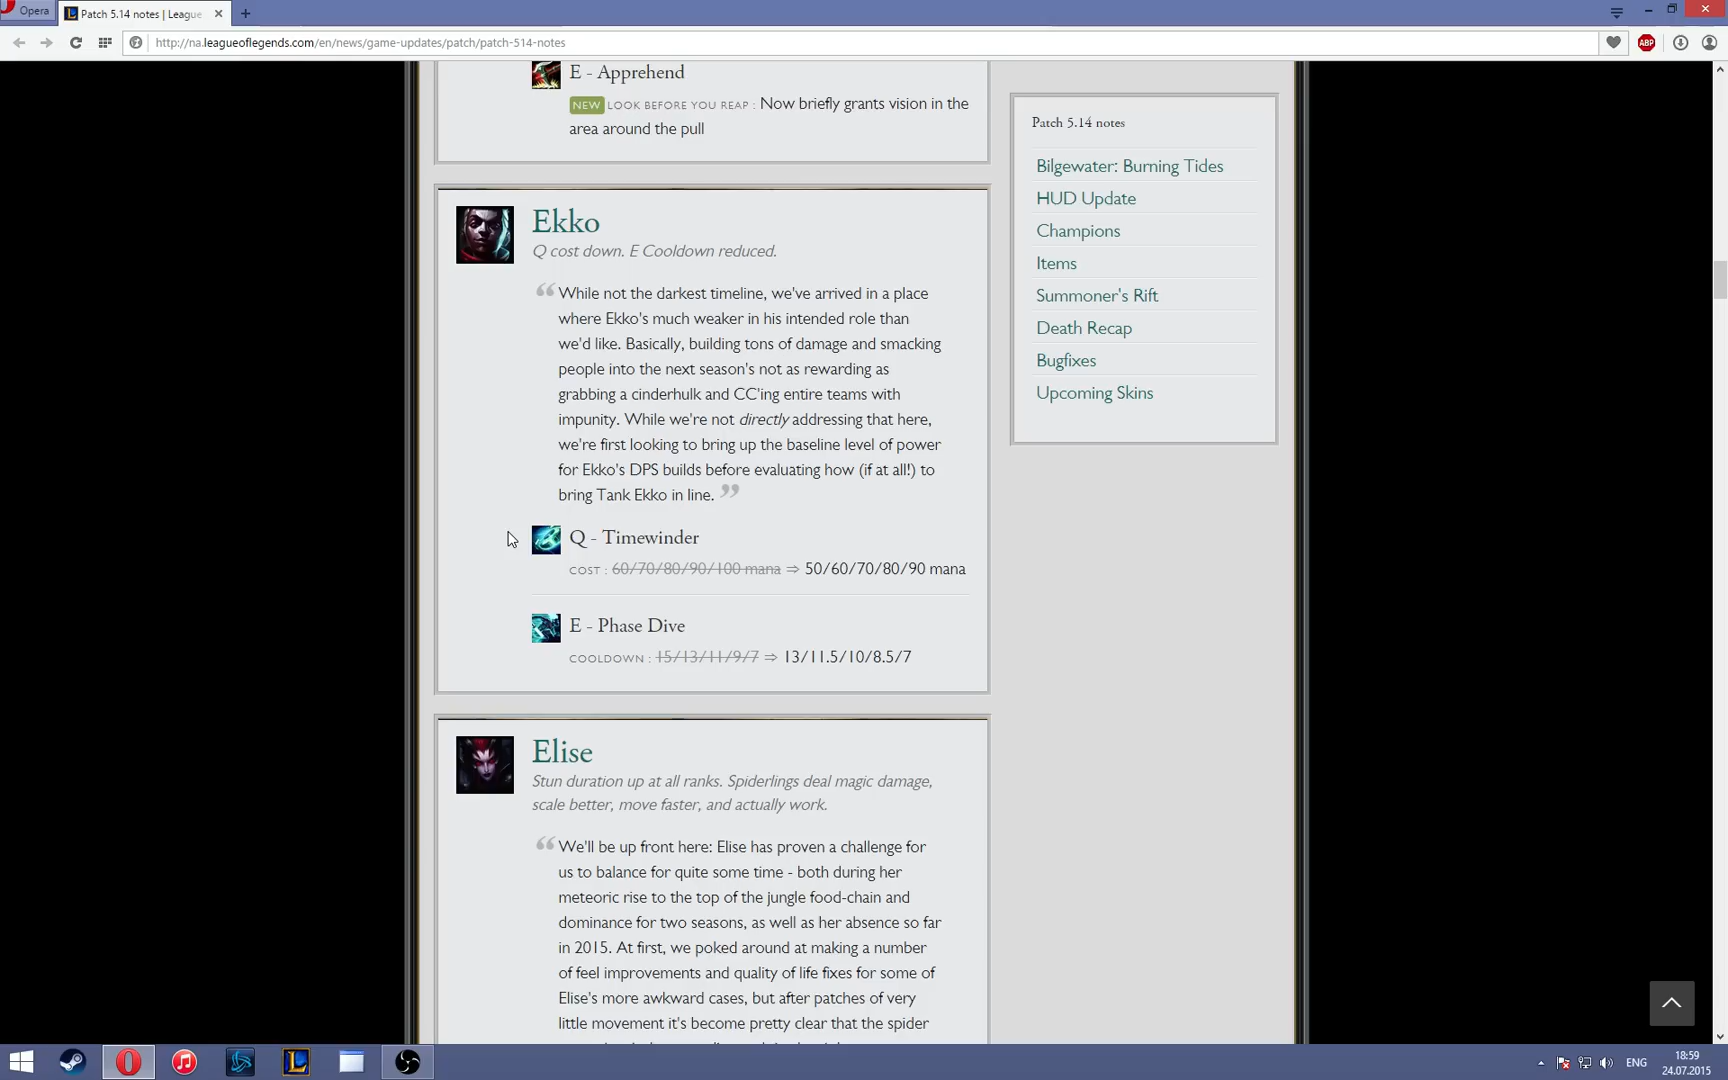 Opera
Patch 5.14 notes | League
http://na.leagueoflegends.com/en/news/game-updates/patch/patch-514-notes
ABP
E - Apprehend
NEW LOOK BEFORE YOU REAP : Now briefly grants vision in the
area around the pull
Ekko
Q cost down. E Cooldown reduced.
“ While not the darkest timeline, we've arrived in a place
where Ekko's much weaker in his intended role than
we'd like. Basically, building tons of damage and smacking
people into the next season's not as rewarding as
grabbing a cinderhulk and CC'ing entire teams with
impunity. While we're not directly addressing that here,
we're first looking to bring up the baseline level of power
for Ekko's DPS builds before evaluating how (if at all!) to
bring Tank Ekko in line. ”
Q - Timewinder
COST : 60/70/80/90/100 mana ⇒ 50/60/70/80/90 mana
E - Phase Dive
COOLDOWN : 15/13/11/9/7 ⇒ 13/11.5/10/8.5/7
Elise
Stun duration up at all ranks. Spiderlings deal magic damage,
scale better, move faster, and actually work.
“ We'll be up front here: Elise has proven a challenge for
us to balance for quite some time - both during her
meteoric rise to the top of the jungle food-chain and
dominance for two seasons, as well as her absence so far
in 2015. At first, we poked around at making a number
of feel improvements and quality of life fixes for some of
Elise's more awkward cases, but after patches of very
little movement it's become pretty clear that the spider
Patch 5.14 notes
Bilgewater: Burning Tides
HUD Update
Champions
Items
Summoner's Rift
Death Recap
Bugfixes
Upcoming Skins
ENG
18:59
24.07.2015